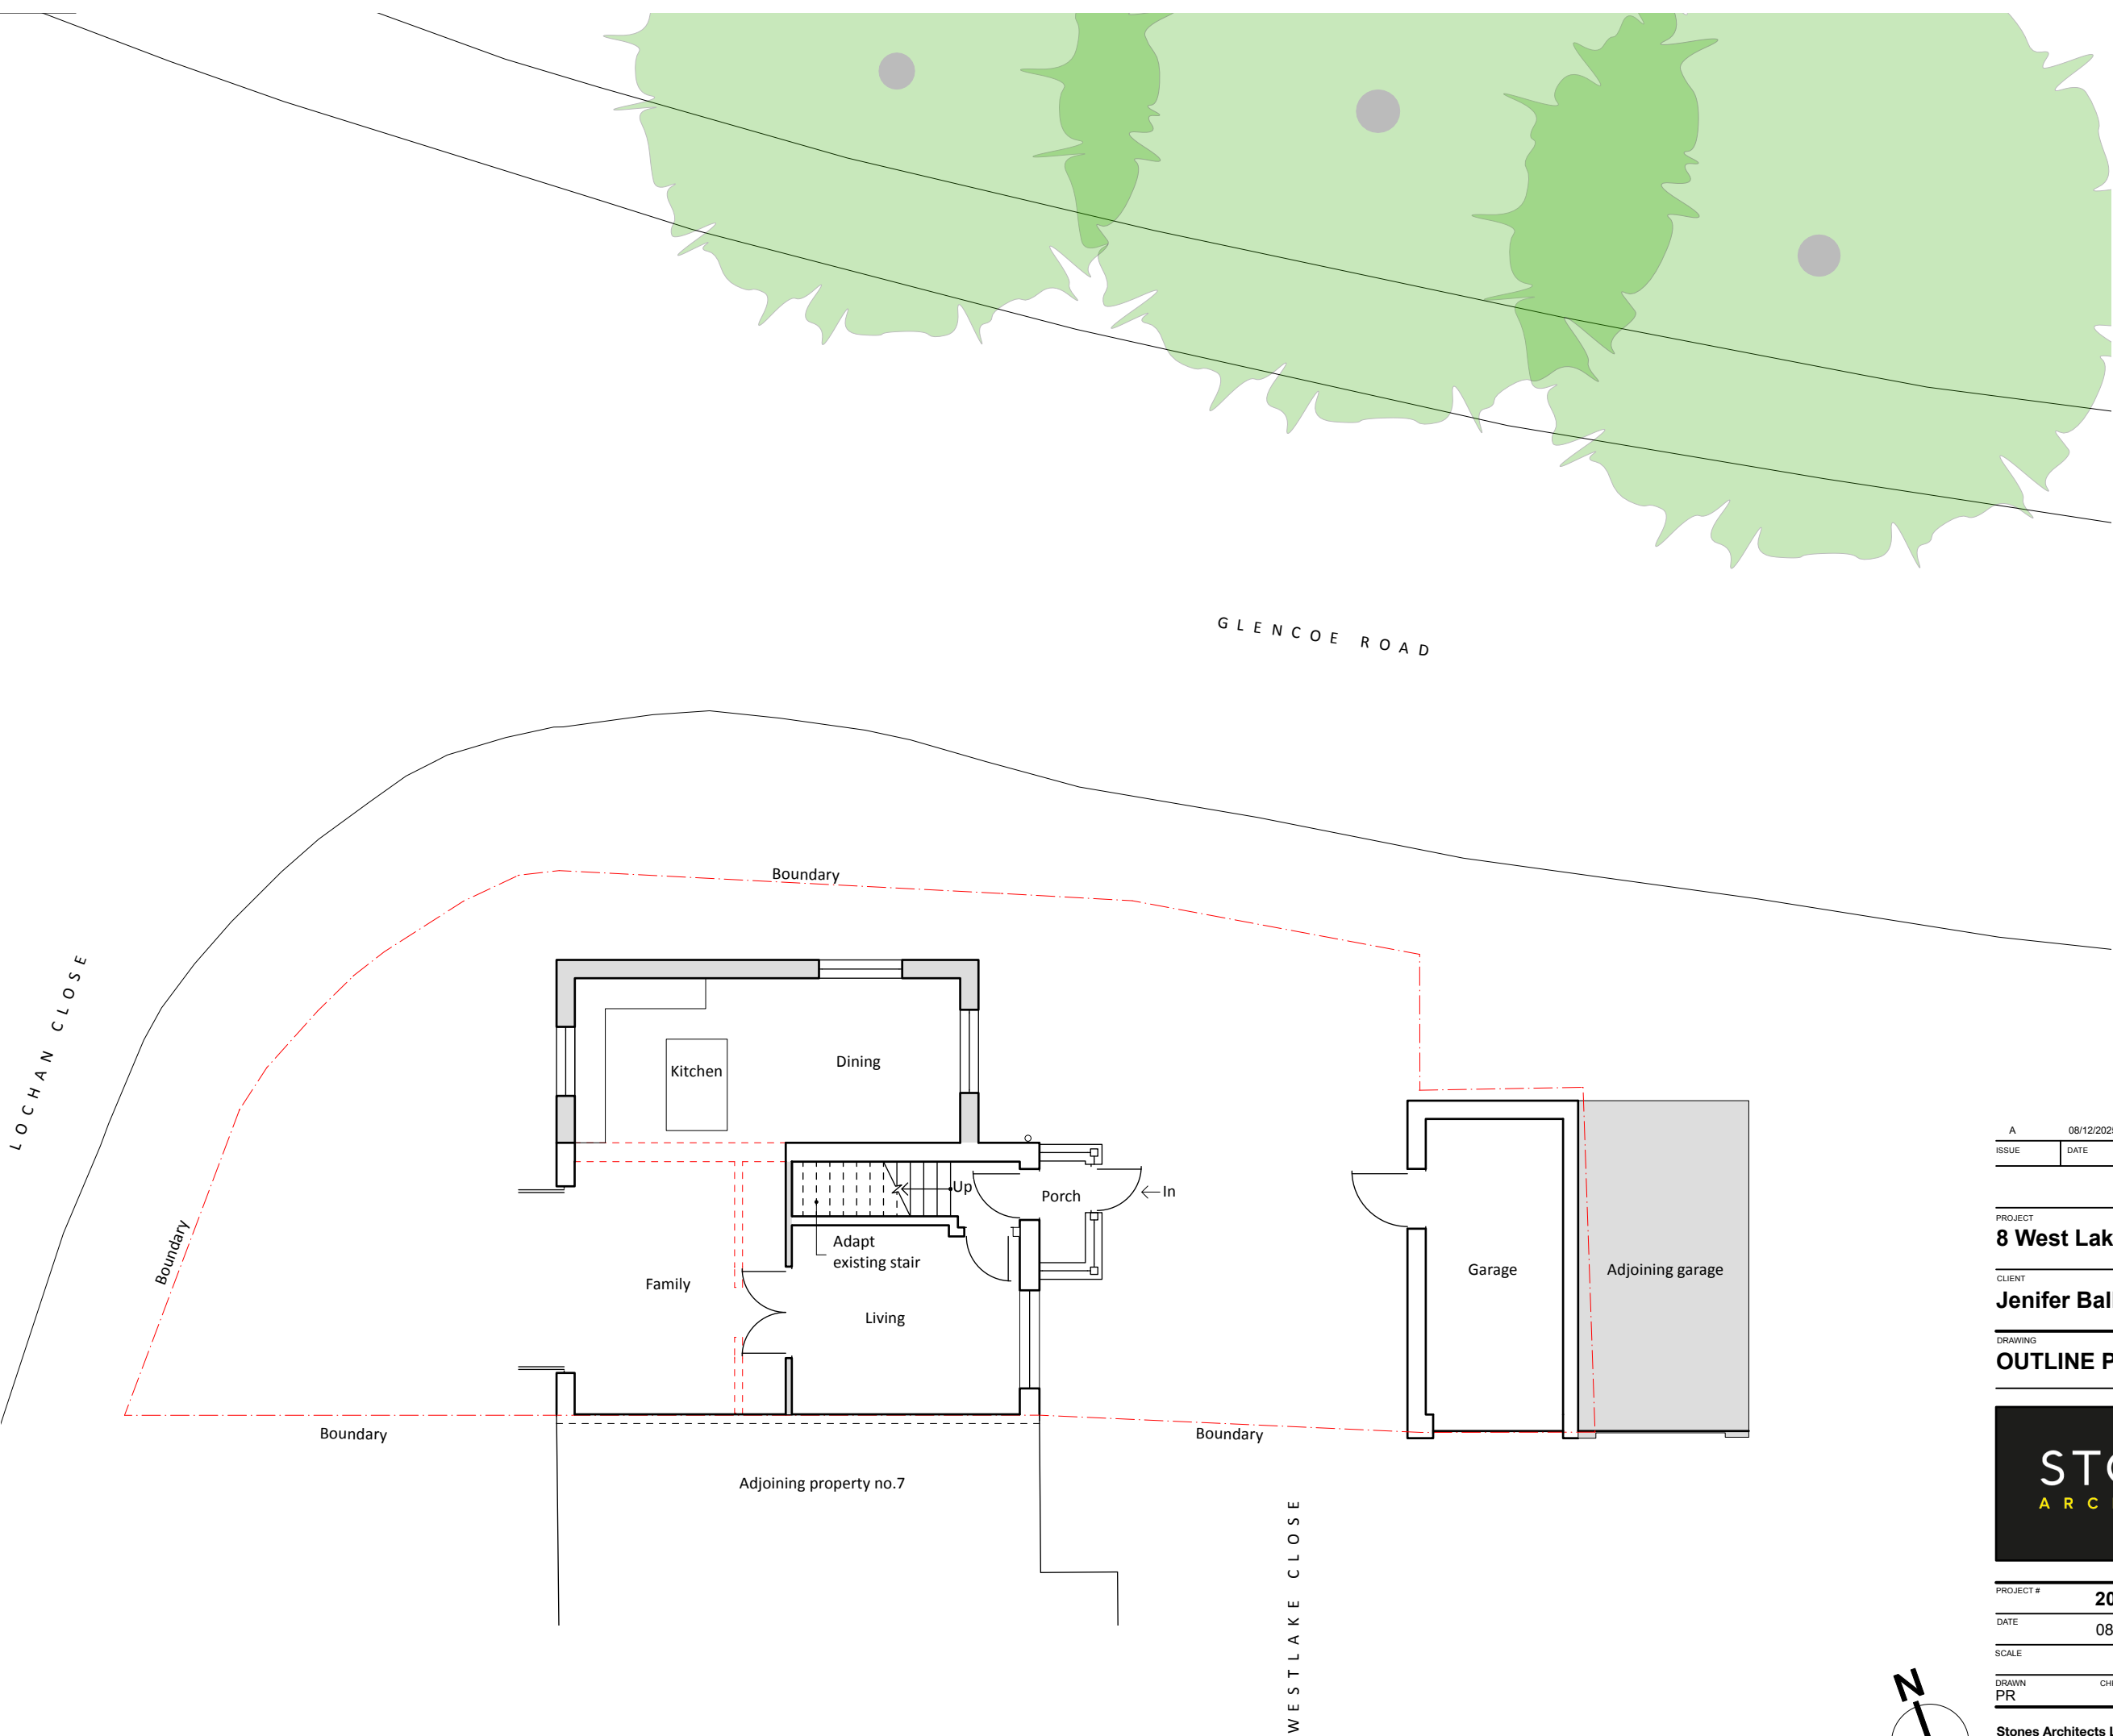 GLENCOE ROAD
Boundary
LOCHAN CLOSE
Kitchen
Dining
Up
Porch
In
Adapt
existing stair
Boundary
Family
Living
Garage
Adjoining garage
Boundary
Boundary
Adjoining property no.7
WESTLAKE CLOSE
N
A
ISSUE
DATE
PROJECT
8 West
CLIENT
Jenifer
DRAWING
OUTLINE
PROJECT #
DATE
SCALE
DRAWN
PR
Stones Architects